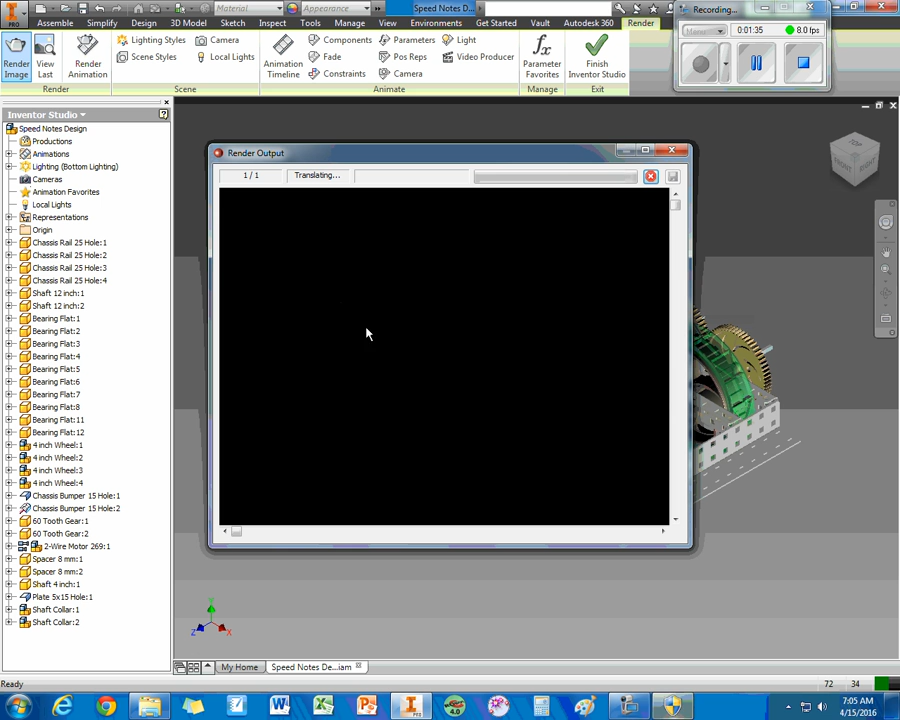 Material
Appearance
Speed Notes D...
Recording...
PRO
Assembly Simplify Design 3D Model Sketch Inspect Tools Manage View Environments Get Started Vault Autodesk 360 Render
0:01:35 8.0 fps
Render Image
View Last
Render Animation
Lighting Styles
Scene Styles
Camera
Local Lights
Animation Timeline
Components
Fade
Constraints
Parameters
Pos Reps
Camera
Light
Video Producer
Parameter Favorites
Finish Inventor Studio
Render Scene Animate Manage Exit
Inventor Studio
Speed Notes Design
Productions
Animations
Lighting (Bottom Lighting)
Cameras
Animation Favorites
Local Lights
Representations
Origin
Chassis Rail 25 Hole:1
Chassis Rail 25 Hole:2
Chassis Rail 25 Hole:3
Chassis Rail 25 Hole:4
Shaft 12 inch:1
Shaft 12 inch:2
Bearing Flat:1
Bearing Flat:2
Bearing Flat:3
Bearing Flat:4
Bearing Flat:5
Bearing Flat:6
Bearing Flat:7
Bearing Flat:8
Bearing Flat:11
Bearing Flat:12
4 inch Wheel:1
4 inch Wheel:2
4 inch Wheel:3
4 inch Wheel:4
Chassis Bumper 15 Hole:1
Chassis Bumper 15 Hole:2
60 Tooth Gear:1
60 Tooth Gear:2
2-Wire Motor 269:1
Spacer 8 mm:1
Spacer 8 mm:2
Shaft 4 inch:1
Plate 5x15 Hole:1
Shaft Collar:1
Shaft Collar:2
Render Output
1 / 1 Translating...
TOP
FRONT RIGHT
Z X
My Home Speed Notes De...iam
Ready 72 34
7:05 AM
4/15/2016